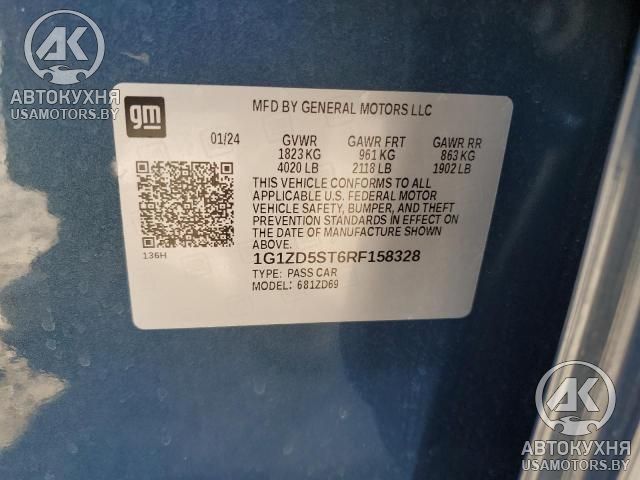 AK
АВТОКУХНЯ
USAMOTORS.BY
gm
MFD BY GENERAL MOTORS LLC
01/24 GVWR GAWR FRT GAWR RR
1823 KG 961 KG 863 KG
4020 LB 2118 LB 1902 LB
THIS VEHICLE CONFORMS TO ALL
APPLICABLE U.S. FEDERAL MOTOR
VEHICLE SAFETY, BUMPER, AND THEFT
PREVENTION STANDARDS IN EFFECT ON
THE DATE OF MANUFACTURE SHOWN
ABOVE.
136H
1G1ZD5ST6RF158328
TYPE: PASS CAR
MODEL: 681ZD69
AK
АВТОКУХНЯ
USAMOTORS.BY